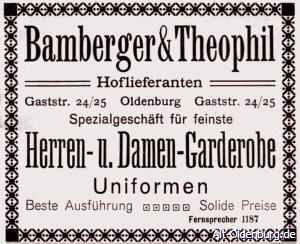 Bamberger & Theophil
Hoflieferanten
Gaststr. 24/25 Oldenburg Gaststr. 24/25
Spezialgeschäft für feinste
Herren- u. Damen-Garderobe
Uniformen
Beste Ausführung Solide Preise
Fernsprecher 1187
Alt-Oldenburg.de